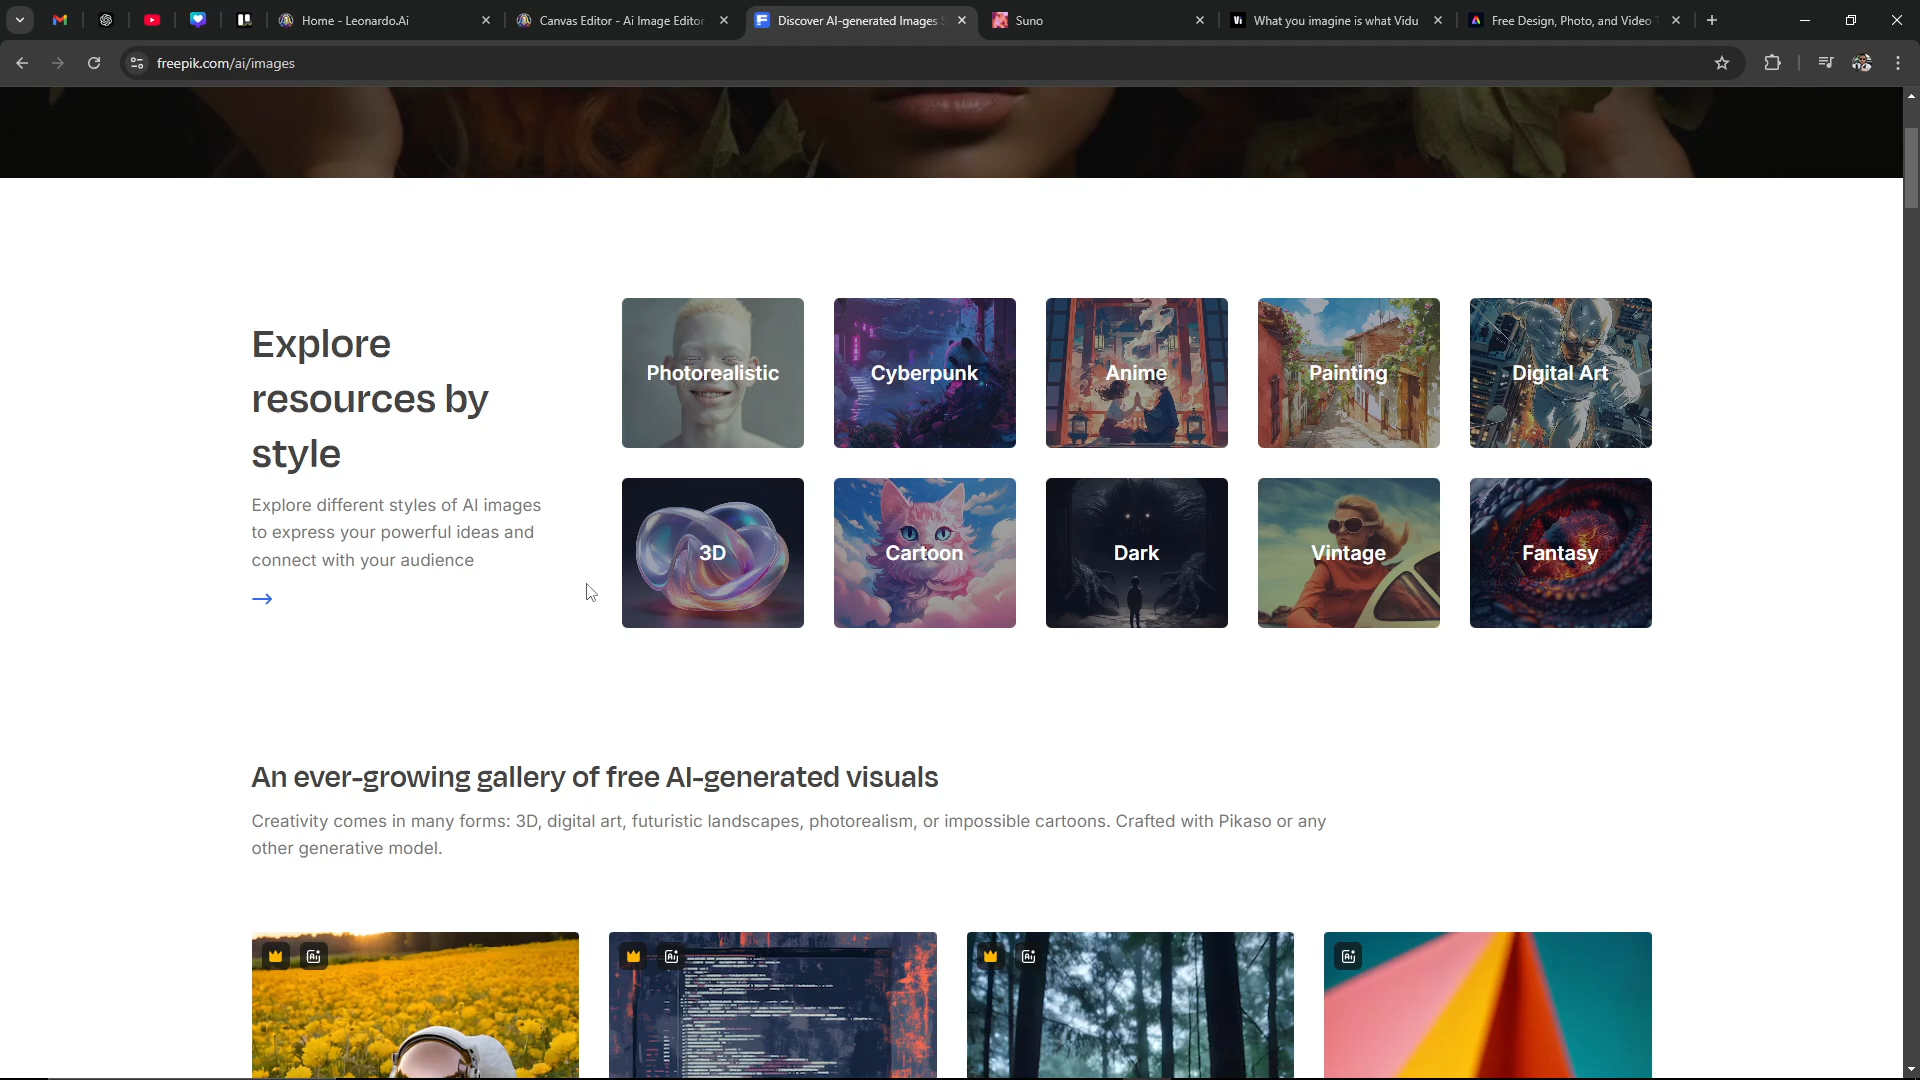 Home - Leonardo.Ai
Canvas Editor - Ai Image Editor
Discover AI-generated Images S
Suno
What you imagine is what Vidu
Free Design, Photo, and Video T
freepik.com/ai/images
Explore
resources by
style
Explore different styles of AI images
to express your powerful ideas and
connect with your audience
Photorealistic
Cyberpunk
Anime
Painting
Digital Art
3D
Cartoon
Dark
Vintage
Fantasy
An ever-growing gallery of free AI-generated visuals
Creativity comes in many forms: 3D, digital art, futuristic landscapes, photorealism, or impossible cartoons. Crafted with Pikaso or any
other generative model.